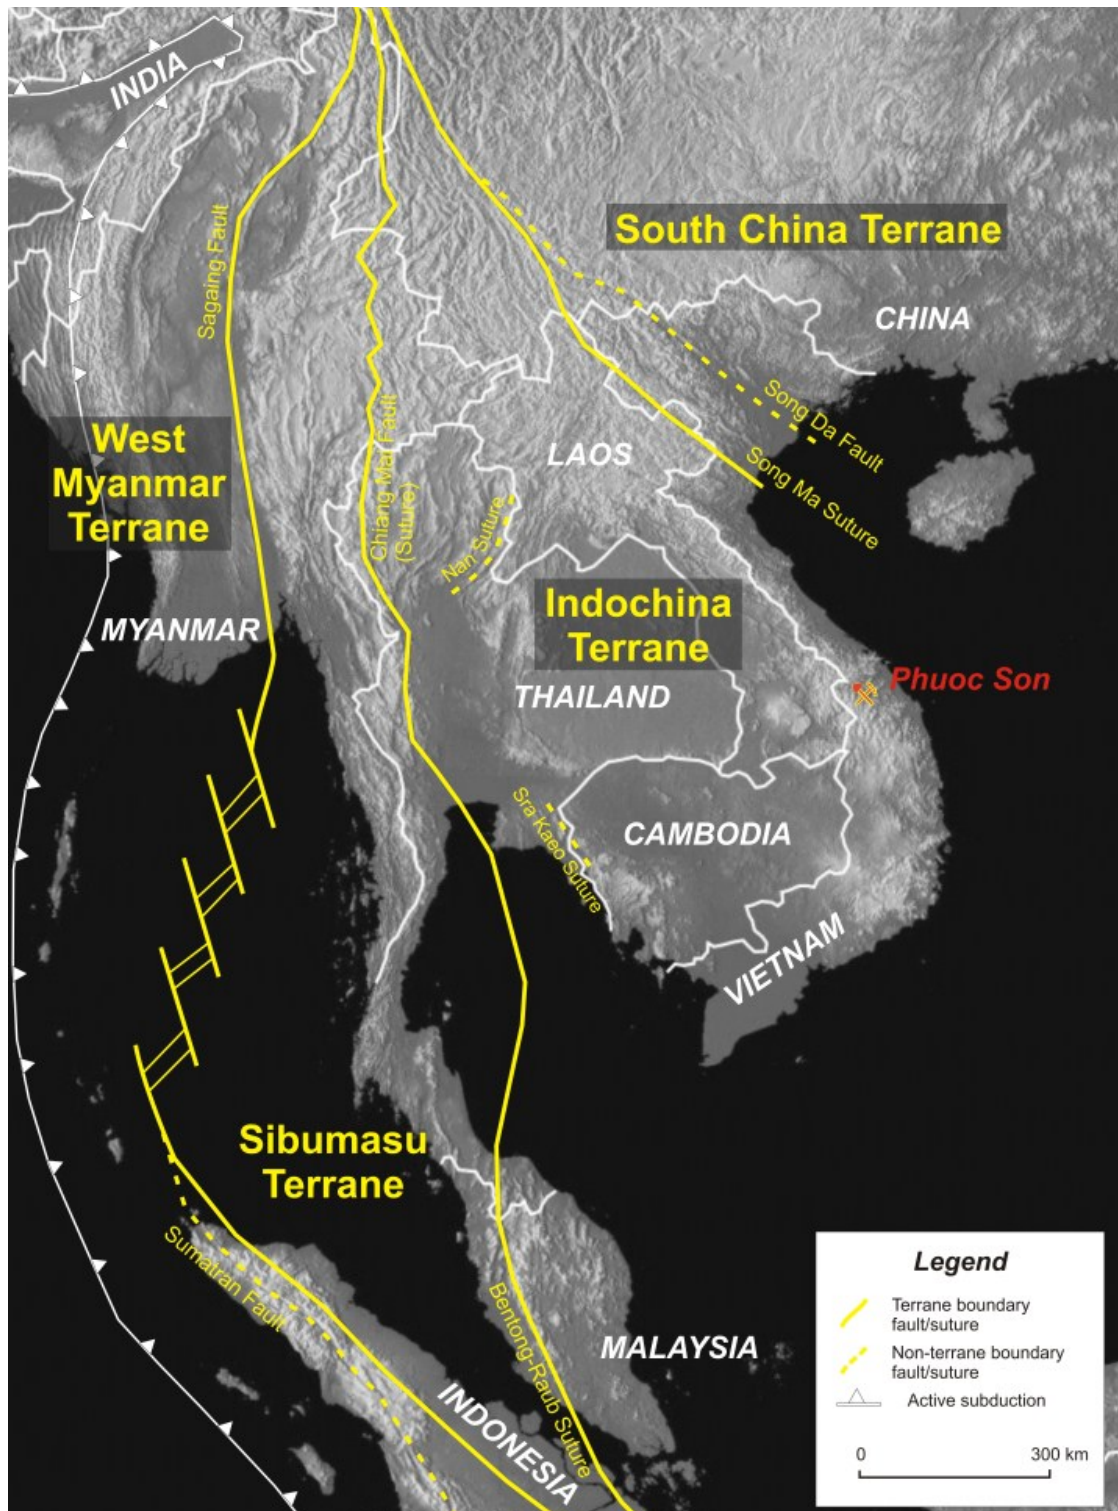 INDIA
South China Terrane
Sagaing Fault
CHINA
Song Da Fault
Song Ma Suture
West
Myanmar
Terrane
LAOS
Chiang Mai Fault
(Suture)
Nan Suture
Indochina
Terrane
MYANMAR
THAILAND
Phuoc Son
Sra Kaeo Suture
CAMBODIA
VIETNAM
Sibumasu
Terrane
Sumatran Fault
Bentong-Raub Suture
MALAYSIA
INDONESIA
Legend
Terrane boundary
fault/suture
Non-terrane boundary
fault/suture
Active subduction
0 300 km